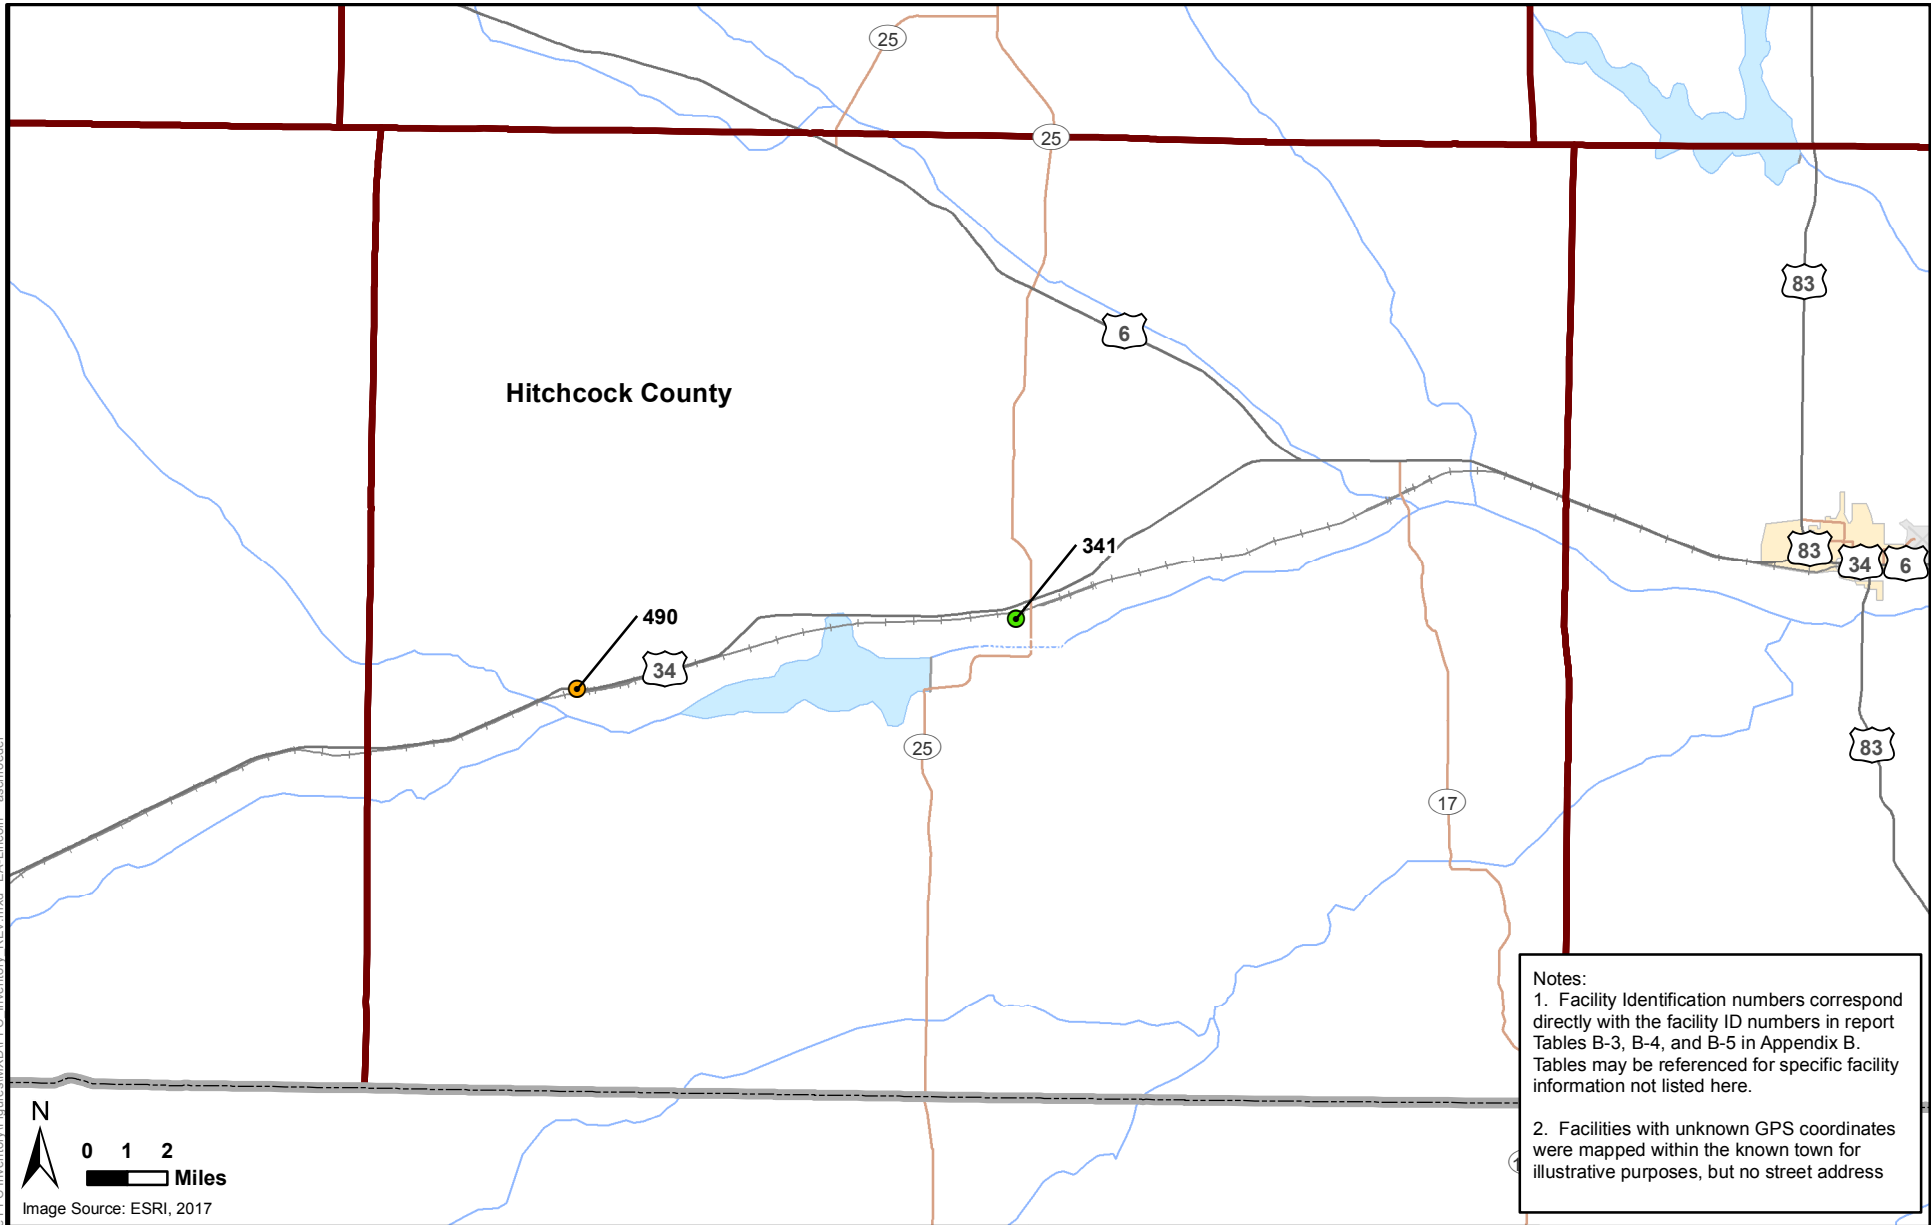 25
25
83
6
Hitchcock County
341
83
34
6
490
34
25
83
17
Notes:
1. Facility Identification numbers correspond
directly with the facility ID numbers in report
Tables B-3, B-4, and B-5 in Appendix B.
Tables may be referenced for specific facility
information not listed here.
2. Facilities with unknown GPS coordinates
were mapped within the known town for
illustrative purposes, but no street address
N
0 1 2
Miles
Image Source: ESRI, 2017